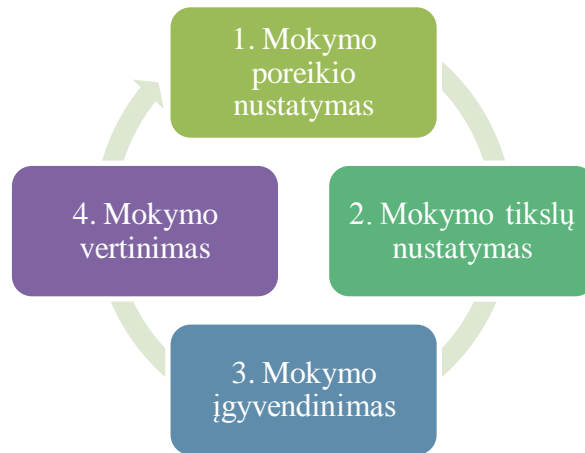 1. Mokymo
poreikio
nustatymas
2. Mokymo tikslų
nustatymas
3. Mokymo
įgyvendinimas
4. Mokymo
vertinimas